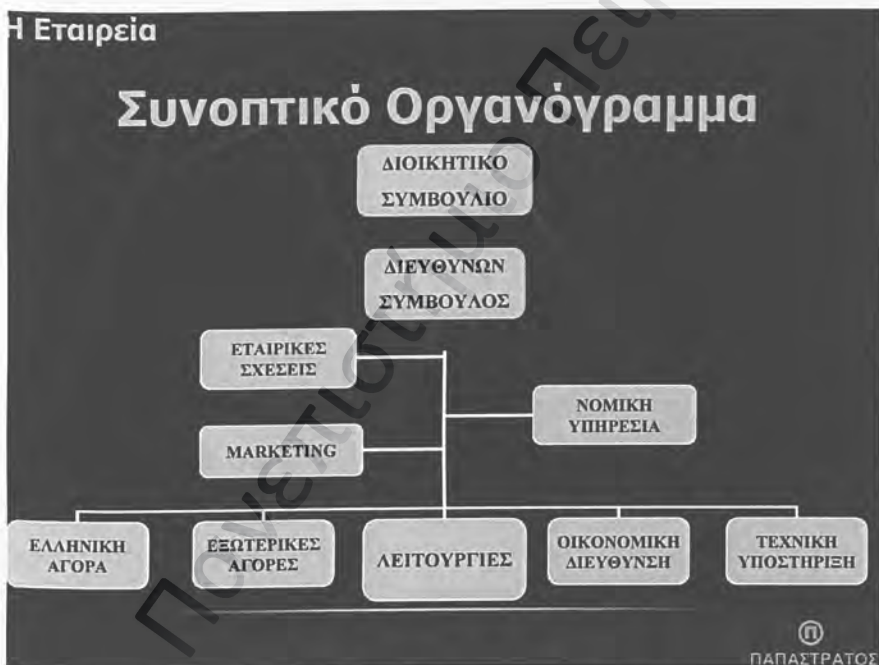 Η Εταιρεία
Συνοπτικό Οργανόγραμμα
ΔΙΟΙΚΗΤΙΚΟ
ΣΥΜΒΟΥΛΙΟ
ΔΙΕΥΘΥΝΩΝ
ΣΥΜΒΟΥΛΟΣ
ΕΤΑΙΡΙΚΕΣ
ΣΧΕΣΕΙΣ
ΝΟΜΙΚΗ
ΥΠΗΡΕΣΙΑ
MARKETING
ΕΛΛΗΝΙΚΗ
ΑΓΟΡΑ
ΕΞΩΤΕΡΙΚΕΣ
ΑΓΟΡΕΣ
ΛΕΙΤΟΥΡΓΙΕΣ
ΟΙΚΟΝΟΜΙΚΗ
ΔΙΕΥΘΥΝΣΗ
ΤΕΧΝΙΚΗ
ΥΠΟΣΤΗΡΙΞΗ
Π
ΠΑΠΑΣΤΡΑΤΟΣ
Πανεπιστήμιο